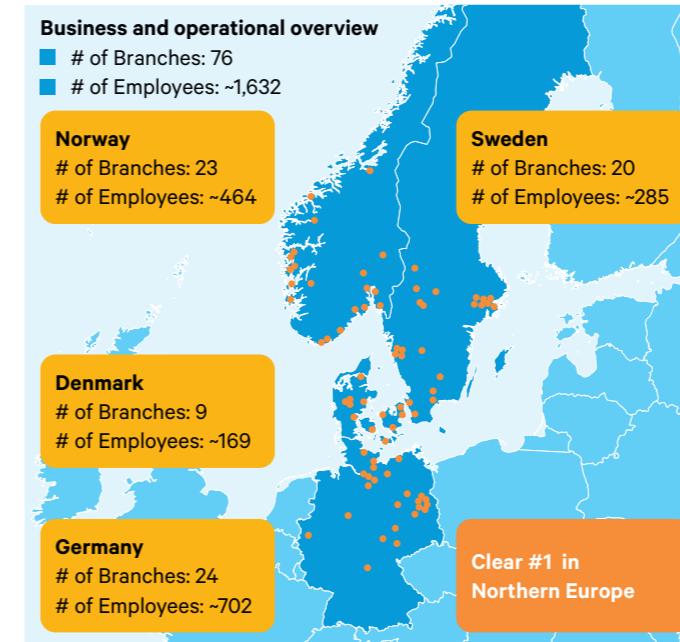 Business and operational overview
# of Branches: 76
# of Employees: ~1,632
Norway
# of Branches: 23
# of Employees: ~464
Sweden
# of Branches: 20
# of Employees: ~285
Denmark
# of Branches: 9
# of Employees: ~169
Germany
# of Branches: 24
# of Employees: ~702
Clear #1 in
Northern Europe